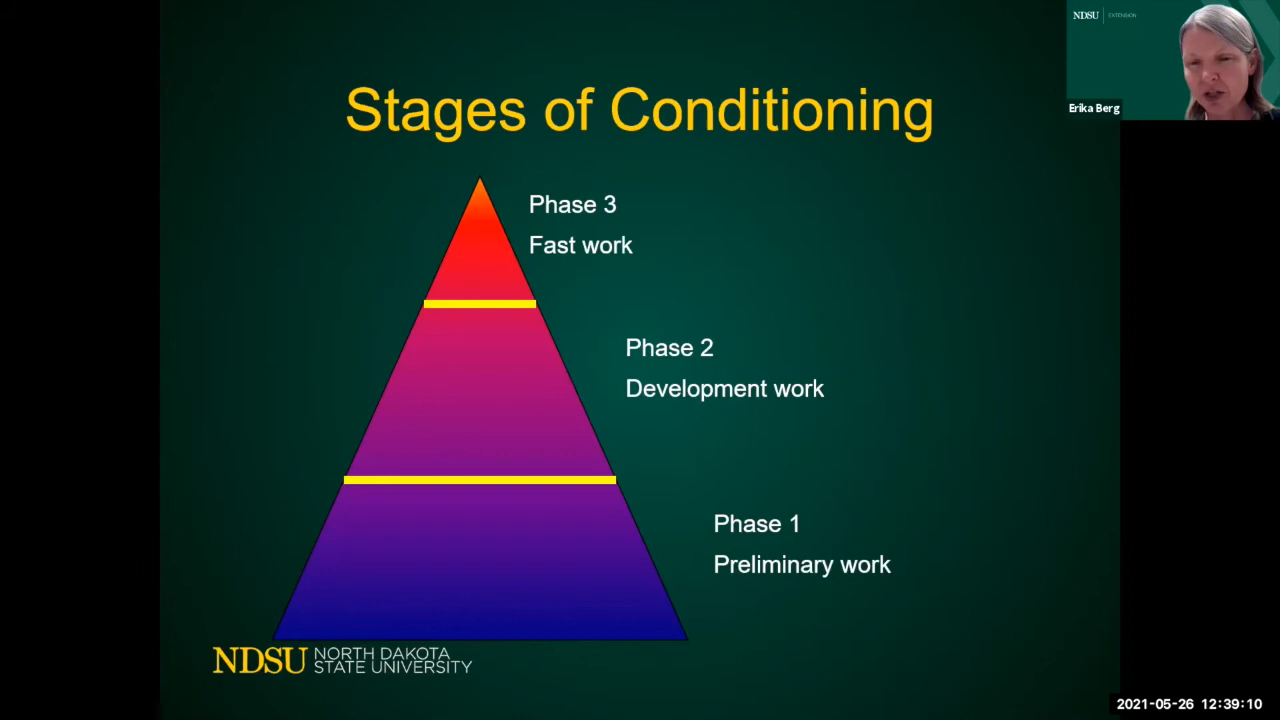 NDSU EXTENSION
Erika Berg
Stages of Conditioning
Phase 3
Fast work
Phase 2
Development work
Phase 1
Preliminary work
NDSU NORTH DAKOTA
STATE UNIVERSITY
2021-05-26 12:39:10